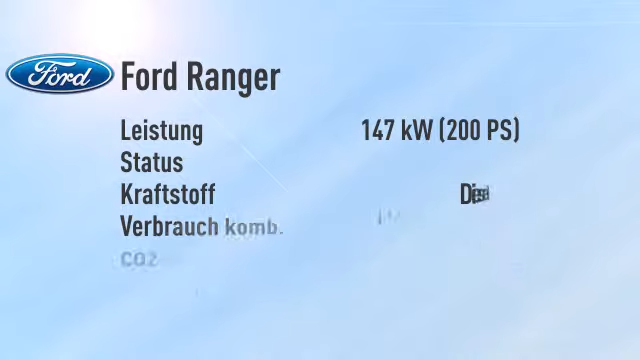 Ford Ford Ranger
Leistung 147 kW (200 PS)
Status
Kraftstoff
Verbrauch komb.
CO2